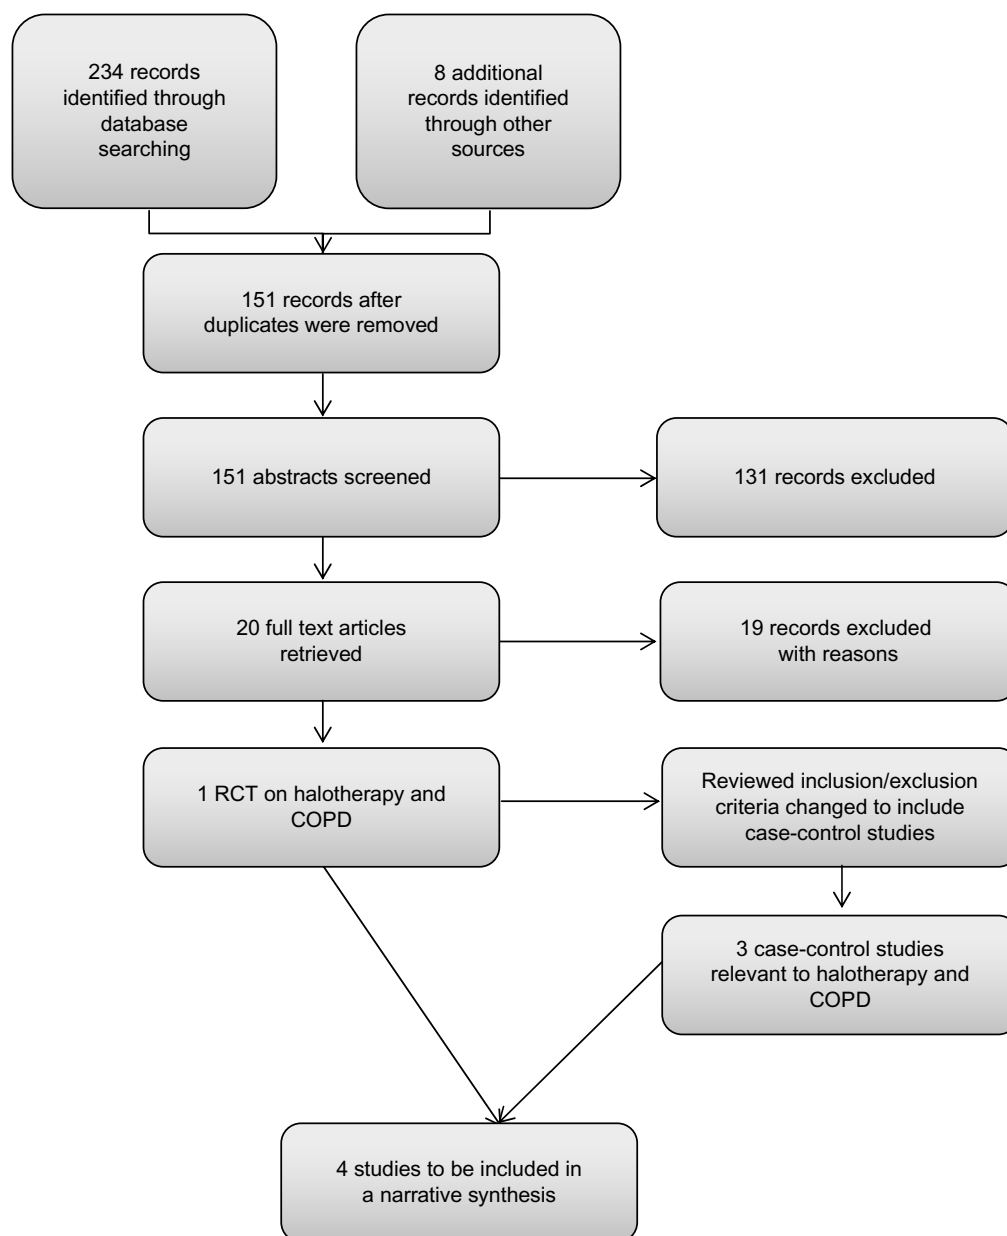 234 records
identified through
database
searching
8 additional
records identified
through other
sources
151 records after
duplicates were removed
151 abstracts screened
131 records excluded
20 full text articles
retrieved
19 records excluded
with reasons
1 RCT on halotherapy and
COPD
Reviewed inclusion/exclusion
criteria changed to include
case-control studies
3 case-control studies
relevant to halotherapy and
COPD
4 studies to be included in
a narrative synthesis